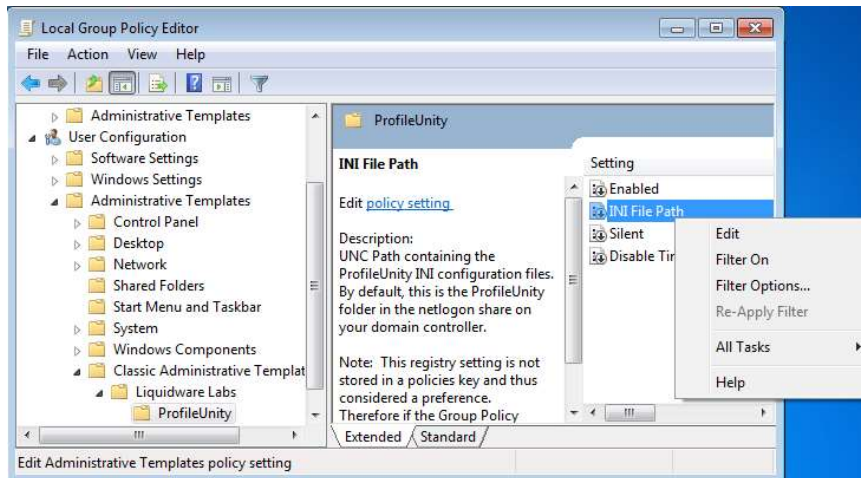 Local Group Policy Editor
File Action View Help
Administrative Templates
User Configuration
Software Settings
Windows Settings
Administrative Templates
Control Panel
Desktop
Network
Shared Folders
Start Menu and Taskbar
System
Windows Components
Classic Administrative Templat
Liquidware Labs
ProfileUnity
ProfileUnity
INI File Path
Edit policy setting
Description:
UNC Path containing the
ProfileUnity INI configuration files.
By default, this is the ProfileUnity
folder in the netlogon share on
your domain controller.
Note: This registry setting is not
stored in a policies key and thus
considered a preference.
Therefore if the Group Policy
Setting
Enabled
INI File Path
Silent
Disable Tir
Edit
Filter On
Filter Options...
Re-Apply Filter
All Tasks
Help
Extended Standard
Edit Administrative Templates policy setting